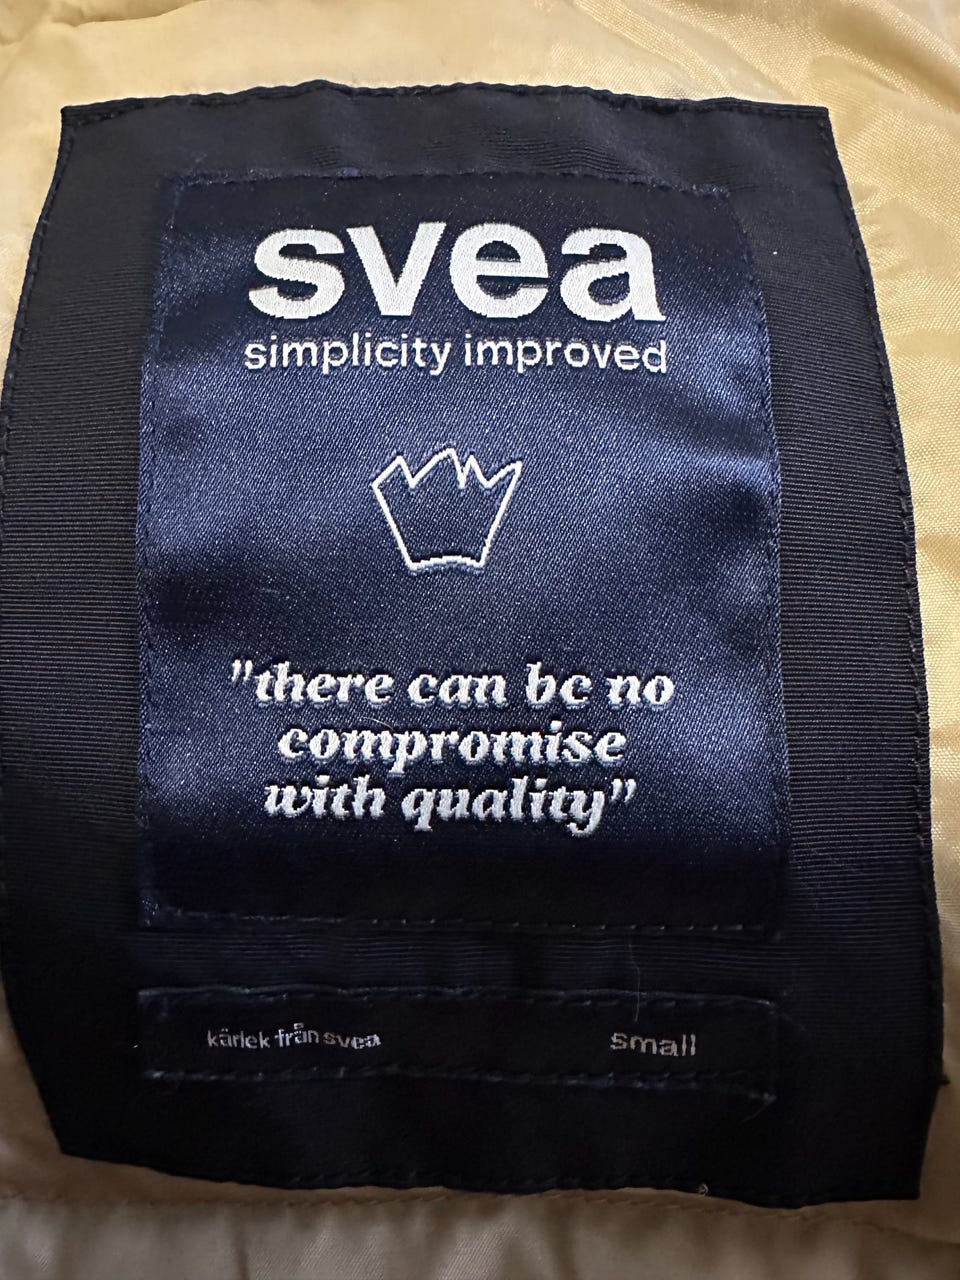 svea
simplicity improved
"there can be no
compromise
with quality"
kärlek från svea
small